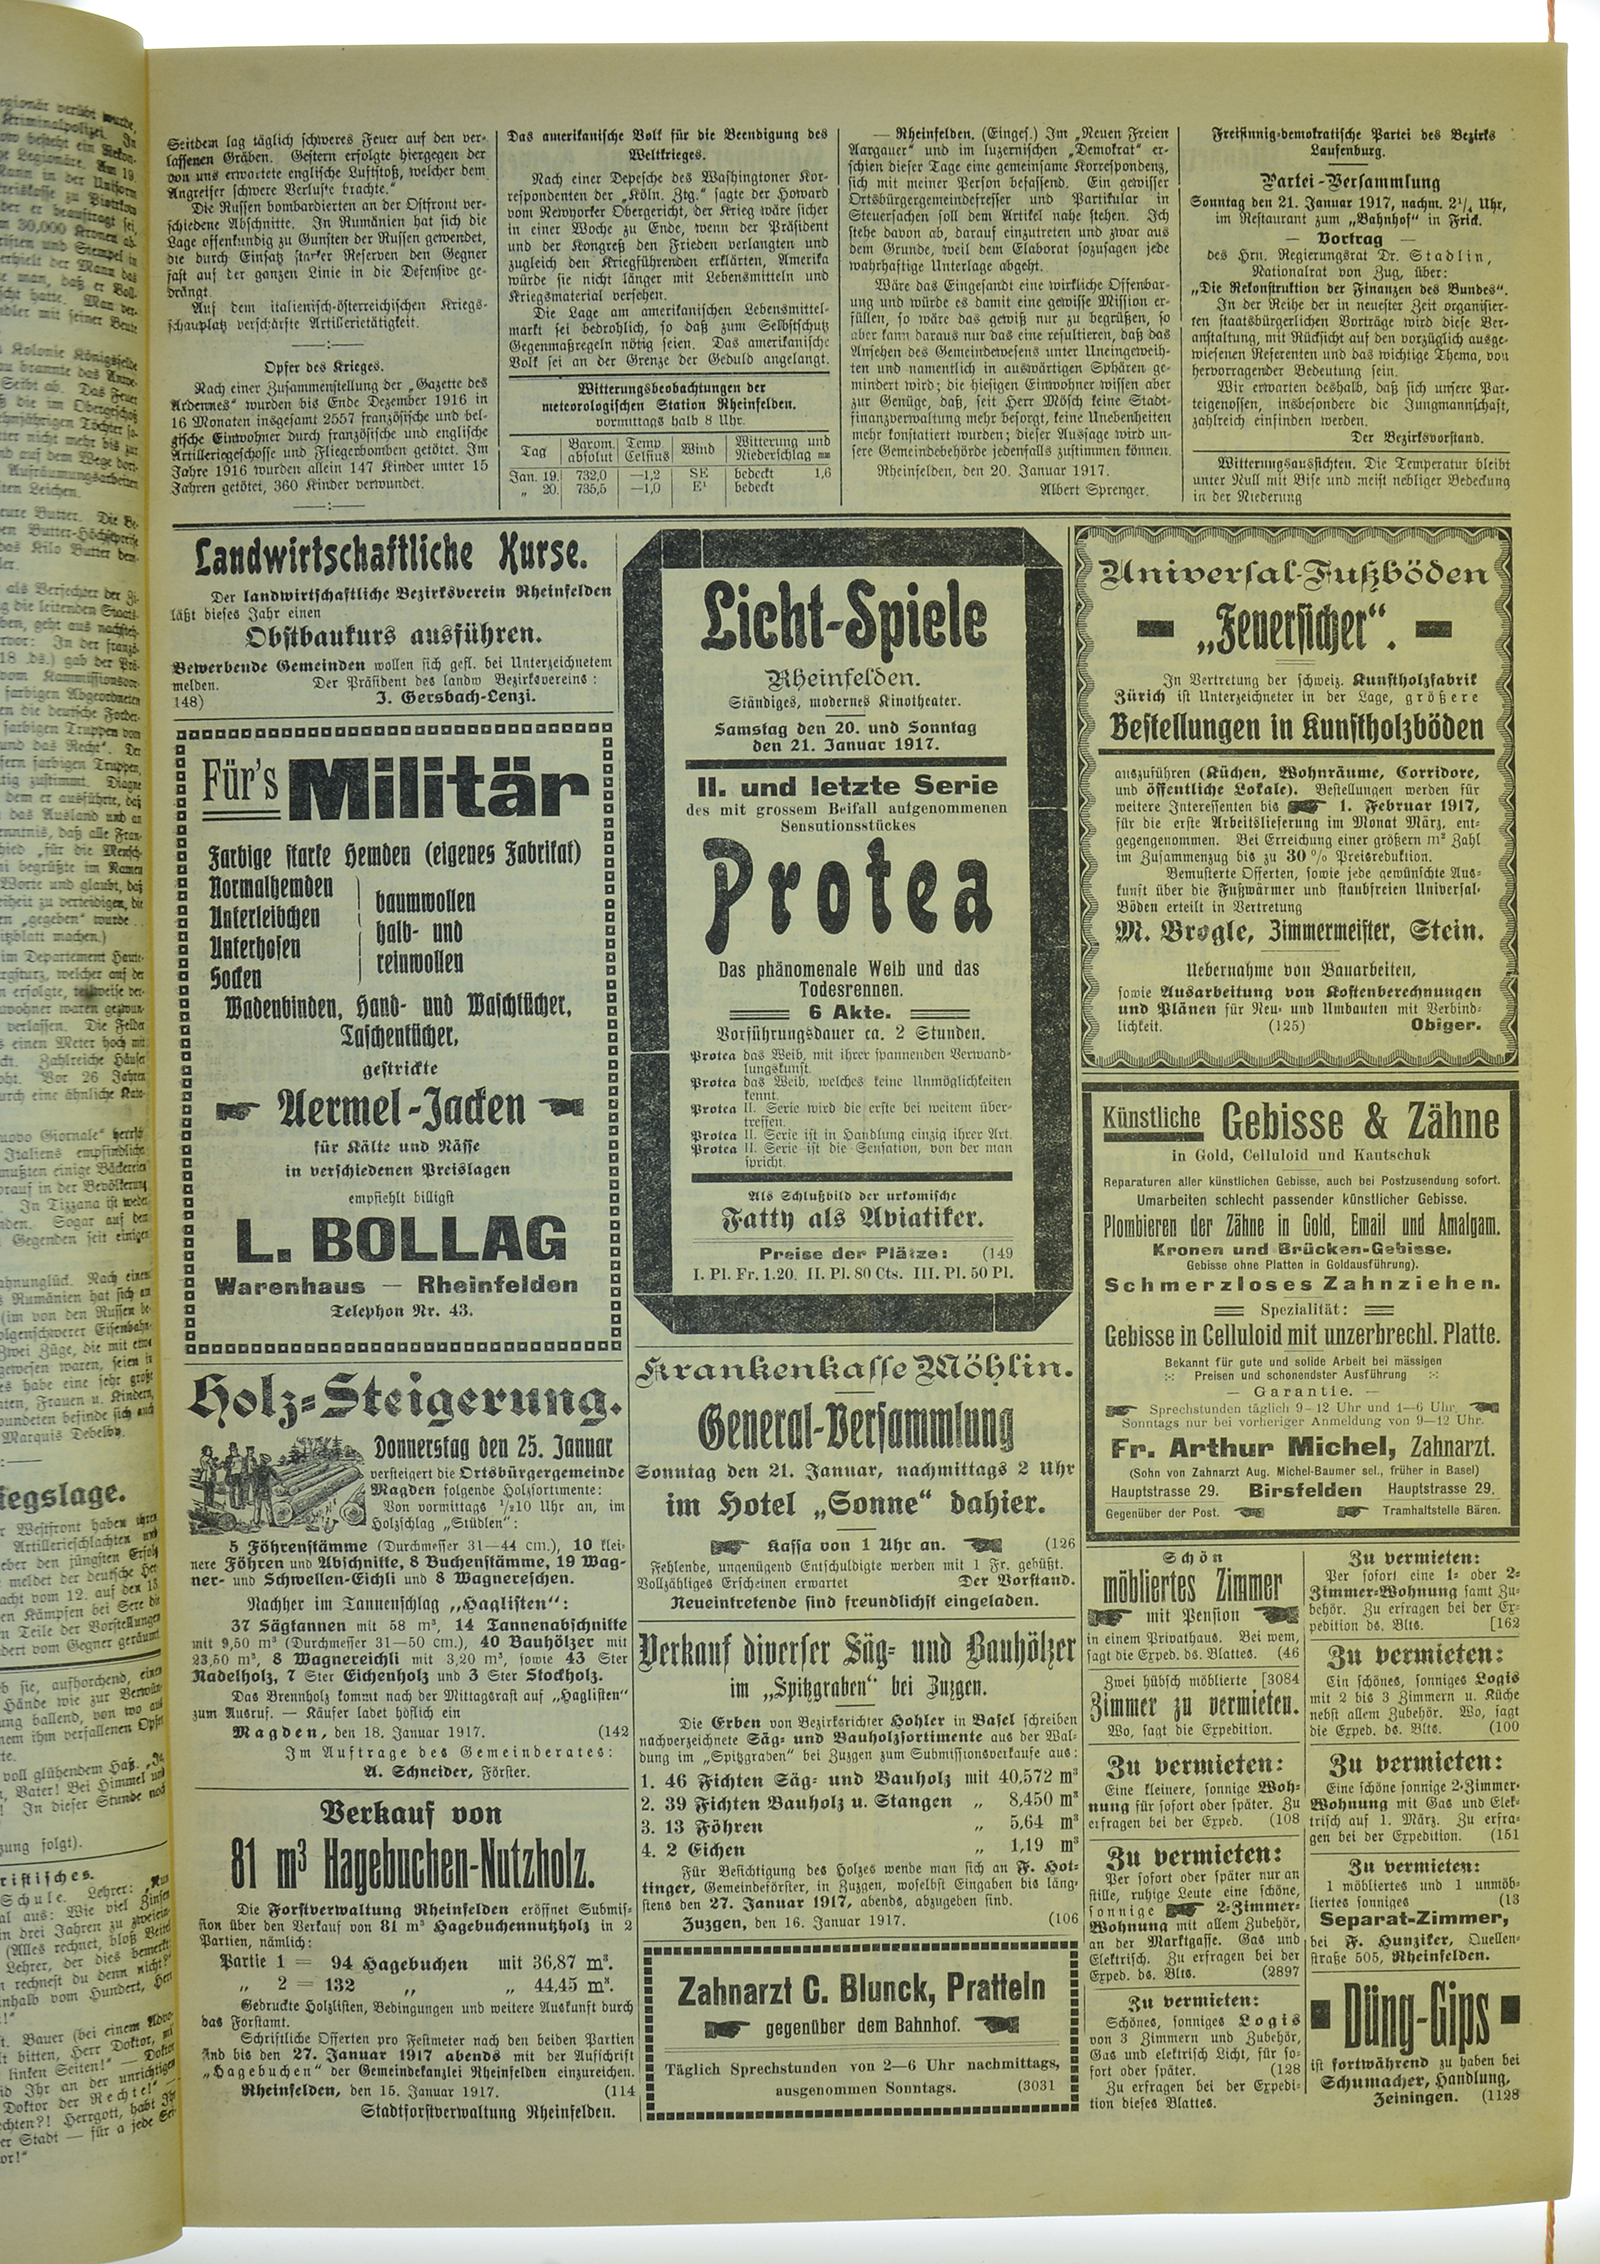 Seitdem lag täglich schweres Feuer auf den ver-
lassenen Gräben. Gestern erfolgte hiergegen der
von uns erwartete englische Luftstoß, welcher dem
Angreifer schwere Verluste brachte."
Die Russen bombardierten an der Ostfront ver-
schiedene Abschnitte. In Rumänien hat sich die
Lage offenkundig zu Gunsten der Russen gewendet,
die durch Einsatz starker Reserven den Gegner
fast auf der ganzen Linie in die Defensive ge-
drängt.
Auf dem italienisch-österreichischen Kriegs-
schauplatz verschärfte Artillerietätigkeit.
Opfer des Krieges.
Nach einer Zusammenstellung der „Gazette des
Ardennes" wurden bis Ende Dezember 1916 in
16 Monaten insgesamt 2557 französische und bel-
gische Einwohner durch französische und englische
Artilleriegeschosse und Fliegerbomben getötet. Im
Jahre 1916 wurden allein 147 Kinder unter 15
Jahren getötet, 360 Kinder verwundet.
Das amerikanische Volk für die Beendigung des
Weltkrieges.
Nach einer Depesche des Washingtoner Kor-
respondenten der „Köln. Ztg." sagte der Howard
vom Newyorker Obergericht, der Krieg wäre sicher
in einer Woche zu Ende, wenn der Präsident
und der Kongreß den Frieden verlangten und
zugleich den Kriegführenden erklärten, Amerika
würde sie nicht länger mit Lebensmitteln und
Kriegsmaterial versehen.
Die Lage am amerikanischen Lebensmittel-
markt sei bedrohlich, so daß zum Selbstschutz
Gegenmaßregeln nötig seien. Das amerikanische
Volk sei an der Grenze der Geduld angelangt.
Witterungsbeobachtungen der
meteorologischen Station Rheinfelden.
vormittags halb 8 Uhr.
Tag Barom. absolut Temp. Celsius Wind Witterung und Niederschlag mm
Jan. 19. 732,0 —1,2 SE bedeckt 1,6
„ 20. 735,5 —1,0 E¹ bedeckt
— Rheinfelden. (Einges.) Im „Neuen Freien
Aargauer" und im luzernischen „Demokrat" er-
schien dieser Tage eine gemeinsame Korrespondenz,
sich mit meiner Person befassend. Ein gewisser
Ortsbürgergemeindefresser und Partikular in
Steuersachen soll dem Artikel nahe stehen. Ich
stehe davon ab, darauf einzutreten und zwar aus
dem Grunde, weil dem Elaborat sozusagen jede
wahrhaftige Unterlage abgeht.
Wäre das Eingesandt eine wirkliche Offenbar-
ung und würde es damit eine gewisse Mission er-
füllen, so wäre das gewiß nur zu begrüßen, so
aber kann daraus nur das eine resultieren, daß das
Ansehen des Gemeindewesens unter Uneingeweih-
ten und namentlich in auswärtigen Sphären ge-
mindert wird; die hiesigen Einwohner wissen aber
zur Genüge, daß, seit Herr Mösch keine Stadt-
finanzverwaltung mehr besorgt, keine Unebenheiten
mehr konstatiert wurden; dieser Aussage wird un-
sere Gemeindebehörde jedenfalls zustimmen können.
Rheinfelden, den 20. Januar 1917.
Albert Sprenger.
Freisinnig-demokratische Partei des Bezirks
Laufenburg.
Partei-Versammlung
Sonntag den 21. Januar 1917, nachm. 2¼ Uhr,
im Restaurant zum „Bahnhof" in Frick.
— Vortrag —
des Hrn. Regierungsrat Dr. Stadlin,
Nationalrat von Zug, über:
„Die Rekonstruktion der Finanzen des Bundes".
In der Reihe der in neuester Zeit organisier-
ten staatsbürgerlichen Vorträge wird diese Ver-
anstaltung, mit Rücksicht auf den vorzüglich ausge-
wiesenen Referenten und das wichtige Thema, von
hervorragender Bedeutung sein.
Wir erwarten deshalb, daß sich unsere Par-
teigenossen, insbesondere die Jungmannschaft,
zahlreich einfinden werden.
Der Bezirksvorstand.
Witterungsaussichten. Die Temperatur bleibt
unter Null mit Bise und meist nebliger Bedeckung
in der Niederung
Landwirtschaftliche Kurse.
Der landwirtschaftliche Bezirksverein Rheinfelden
läßt dieses Jahr einen
Obstbaukurs ausführen.
Bewerbende Gemeinden wollen sich gefl. bei Unterzeichnetem
melden. Der Präsident des landw Bezirksvereins:
148) J. Gersbach-Lenzi.
Für's Militär
Farbige starke Hemden (eigenes Fabrikat)
Normalhemden
Unterleibchen
Unterhosen
Socken
baumwollen
halb- und
reinwollen
Wadenbinden, Hand- und Waschtücher,
Taschentücher,
gestrickte
Aermel-Jacken
für Kälte und Nässe
in verschiedenen Preislagen
empfiehlt billigst
L. BOLLAG
Warenhaus — Rheinfelden
Telephon Nr. 43.
Holz-Steigerung.
Donnerstag den 25. Januar
versteigert die Ortsbürgergemeinde
Magden folgende Holzsortimente:
Von vormittags ½10 Uhr an, im
Holzschlag „Stüdlen":
5 Föhrenstämme (Durchmesser 31—44 cm.), 10 klei-
nere Föhren und Abschnitte, 8 Buchenstämme, 19 Wag-
ner- und Schwellen-Eichli und 8 Wagnereschen.
Nachher im Tannenschlag „Haglisten":
37 Sägtannen mit 58 m³, 14 Tannenabschnitte
mit 9,50 m³ (Durchmesser 31—50 cm.), 40 Bauhölzer mit
23,50 m³, 8 Wagnereichli mit 3,20 m³, sowie 43 Ster
Nadelholz, 7 Ster Eichenholz und 3 Ster Stockholz.
Das Brennholz kommt nach der Mittagsrast auf „Haglisten"
zum Ausruf. — Käufer ladet höflich ein
Magden, den 18. Januar 1917. (142
Im Auftrage des Gemeinderates:
A. Schneider, Förster.
Verkauf von
81 m³ Hagebuchen-Nutzholz.
Die Forstverwaltung Rheinfelden eröffnet Submis-
sion über den Verkauf von 81 m³ Hagebuchennutzholz in 2
Partien, nämlich:
Partie 1 = 94 Hagebuchen mit 36,87 m³.
„ 2 = 132 „ „ 44,45 m³.
Gedruckte Holzlisten, Bedingungen und weitere Auskunft durch
das Forstamt.
Schriftliche Offerten pro Festmeter nach den beiden Partien
sind bis den 27. Januar 1917 abends mit der Aufschrift
„Hagebuchen" der Gemeindekanzlei Rheinfelden einzureichen.
Rheinfelden, den 15. Januar 1917. (114
Stadtforstverwaltung Rheinfelden.
Licht-Spiele
Rheinfelden.
Ständiges, modernes Kinotheater.
Samstag den 20. und Sonntag
den 21. Januar 1917.
II. und letzte Serie
des mit grossem Beifall aufgenommenen
Sensationsstückes
Protea
Das phänomenale Weib und das
Todesrennen.
6 Akte.
Vorführungsdauer ca. 2 Stunden.
Protea das Weib, mit ihrer spannenden Verwand-
lungskunst.
Protea das Weib, welches keine Unmöglichkeiten
kennt.
Protea II. Serie wird die erste bei weitem über-
treffen.
Protea II. Serie ist in Handlung einzig ihrer Art.
Protea II. Serie ist die Sensation, von der man
spricht.
Als Schlußbild der urkomische
Fatty als Aviatiker.
Preise der Plätze: (149
I. Pl. Fr. 1.20. II. Pl. 80 Cts. III. Pl. 50 Pl.
Krankenkasse Möhlin.
General-Versammlung
Sonntag den 21. Januar, nachmittags 2 Uhr
im Hotel „Sonne" dahier.
Kassa von 1 Uhr an. (126
Fehlende, ungenügend Entschuldigte werden mit 1 Fr. gebüßt.
Vollzähliges Erscheinen erwartet Der Vorstand.
Neueintretende sind freundlichst eingeladen.
Verkauf diverser Säg- und Bauhölzer
im „Spitzgraben" bei Zuzgen.
Die Erben von Bezirksrichter Hohler in Basel schreiben
nachverzeichnete Säg- und Bauholzsortimente aus der Wal-
dung im „Spitzgraben" bei Zuzgen zum Submissionsverkaufe aus:
1. 46 Fichten Säg- und Bauholz mit 40,572 m³
2. 39 Fichten Bauholz u. Stangen „ 8,450 m³
3. 13 Föhren „ 5,64 m³
4. 2 Eichen „ 1,19 m³
Für Besichtigung des Holzes wende man sich an F. Hot-
tinger, Gemeindeförster, in Zuzgen, woselbst Eingaben bis läng-
stens den 27. Januar 1917, abends, abzugeben sind.
Zuzgen, den 16. Januar 1917. (106
Zahnarzt C. Blunck, Pratteln
gegenüber dem Bahnhof.
Täglich Sprechstunden von 2—6 Uhr nachmittags,
ausgenommen Sonntags. (3031
Universal-Fußböden
„Feuersicher".
In Vertretung der schweiz. Kunstholzfabrik
Zürich ist Unterzeichneter in der Lage, größere
Bestellungen in Kunstholzböden
auszuführen (Küchen, Wohnräume, Corridore,
und öffentliche Lokale). Bestellungen werden für
weitere Interessenten bis 1. Februar 1917,
für die erste Arbeitslieferung im Monat März, ent-
gegengenommen. Bei Erreichung einer größern m² Zahl
im Zusammenzug bis zu 30 % Preisreduktion.
Bemusterte Offerten, sowie jede gewünschte Aus-
kunft über die Fußwärmer und staubfreien Universal-
Böden erteilt in Vertretung
M. Brogle, Zimmermeister, Stein.
Uebernahme von Bauarbeiten,
sowie Ausarbeitung von Kostenberechnungen
und Plänen für Neu- und Umbauten mit Verbind-
lichkeit. (125) Obiger.
Künstliche Gebisse & Zähne
in Gold, Celluloid und Kautschuk
Reparaturen aller künstlichen Gebisse, auch bei Postzusendung sofort.
Umarbeiten schlecht passender künstlicher Gebisse.
Plombieren der Zähne in Gold, Email und Amalgam.
Kronen und Brücken-Gebisse.
Gebisse ohne Platten in Goldausführung).
Schmerzloses Zahnziehen.
Spezialität:
Gebisse in Celluloid mit unzerbrechl. Platte.
Bekannt für gute und solide Arbeit bei mässigen
Preisen und schonendster Ausführung
— Garantie. —
Sprechstunden täglich 9—12 Uhr und 1—6 Uhr.
Sonntags nur bei vorheriger Anmeldung von 9—12 Uhr.
Fr. Arthur Michel, Zahnarzt.
(Sohn von Zahnarzt Aug. Michel-Baumer sel., früher in Basel)
Hauptstrasse 29. Birsfelden Hauptstrasse 29.
Gegenüber der Post. Tramhaltstelle Bären.
Schön
möbliertes Zimmer
mit Pension
in einem Privathaus. Bei wem,
sagt die Exped. ds. Blattes. (46
Zwei hübsch möblierte [3084
Zimmer zu vermieten.
Wo, sagt die Expedition.
Zu vermieten:
Eine kleinere, sonnige Woh-
nung für sofort oder später. Zu
erfragen bei der Exped. (108
Zu vermieten:
Per sofort oder später nur an
stille, ruhige Leute eine schöne,
sonnige 2-Zimmer-
Wohnung mit allem Zubehör,
an der Marktgasse. Gas und
Elektrisch. Zu erfragen bei der
Exped. ds. Blts. (2897
Zu vermieten:
Schönes, sonniges Logis
von 3 Zimmern und Zubehör,
Gas und elektrisch Licht, für so-
fort oder später. (128
Zu erfragen bei der Expedi-
tion dieses Blattes.
Zu vermieten:
Per sofort eine 1- oder 2-
Zimmer-Wohnung samt Zu-
behör. Zu erfragen bei der Ex-
pedition ds. Blts. [162
Zu vermieten:
Ein schönes, sonniges Logis
mit 2 bis 3 Zimmern u. Küche
nebst allem Zubehör. Wo, sagt
die Exped. ds. Blts. (100
Zu vermieten:
Eine schöne sonnige 2-Zimmer-
Wohnung mit Gas und Elek-
trisch auf 1. März. Zu erfra-
gen bei der Expedition. (151
Zu vermieten:
1 möbliertes und 1 unmöb-
liertes sonniges (13
Separat-Zimmer,
bei F. Hunziker, Quellen-
straße 505, Rheinfelden.
Düng-Gips
ist fortwährend zu haben bei
Schumacher, Handlung,
Zeiningen. (1128